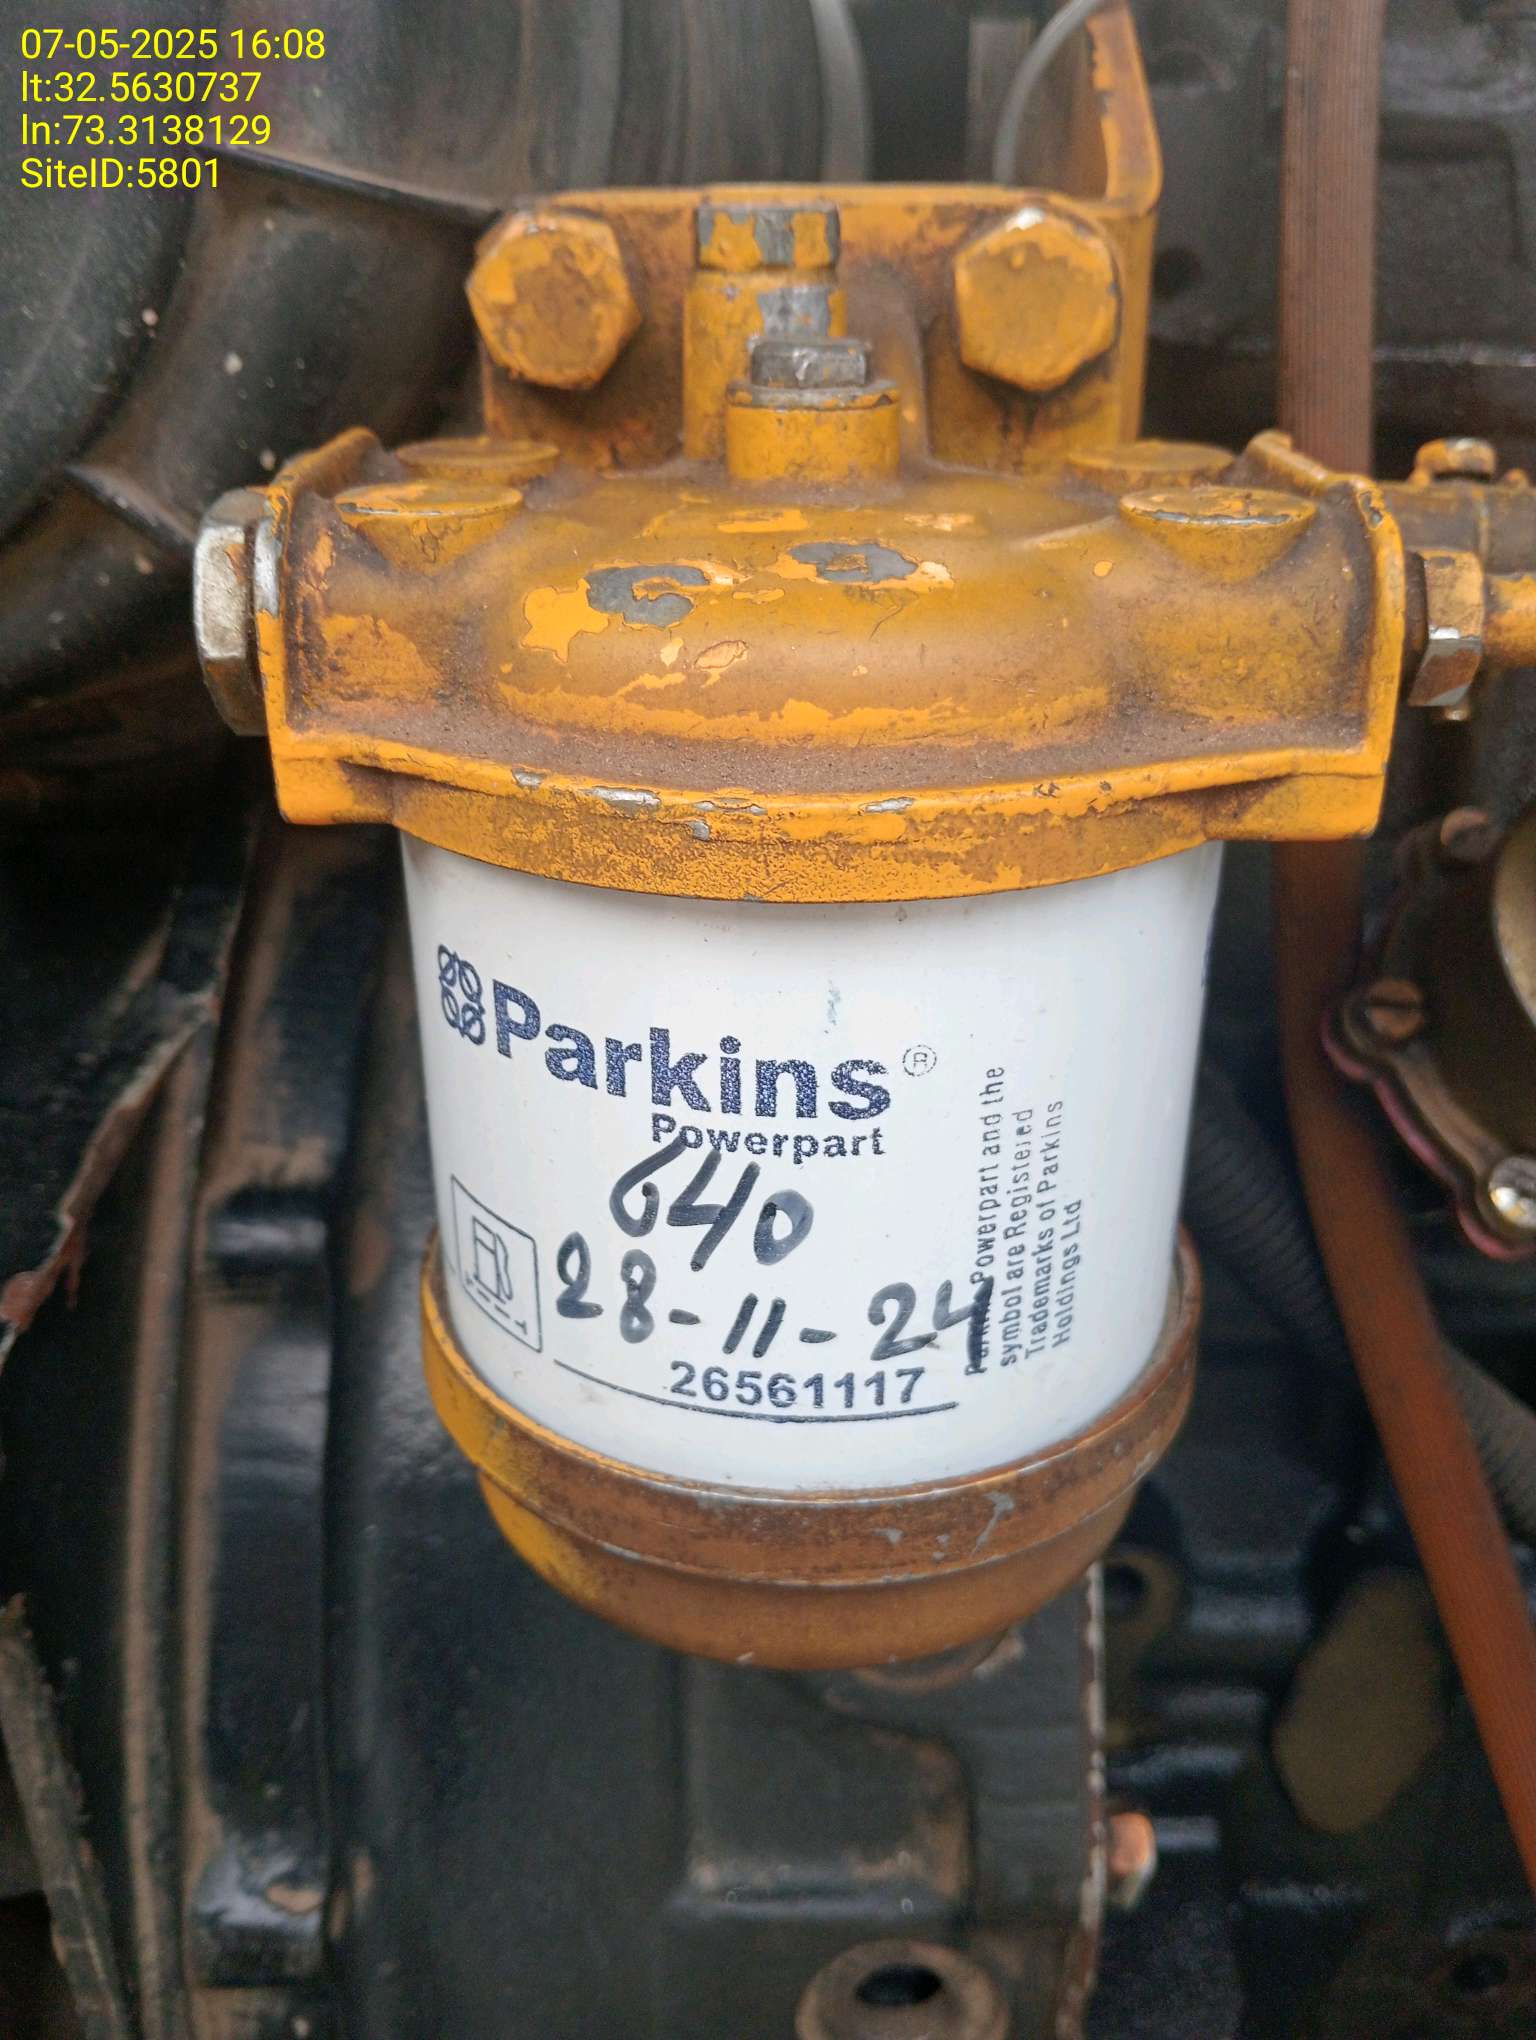 07-05-2025 16:08
lt:32.5630737
ln:73.3138129
SiteID:5801
Parkins®
Powerpart
640
28-11-24
26561117
Parkins Powerpart and the
symbol are Registered
Trademarks of Parkins
Holdings Ltd